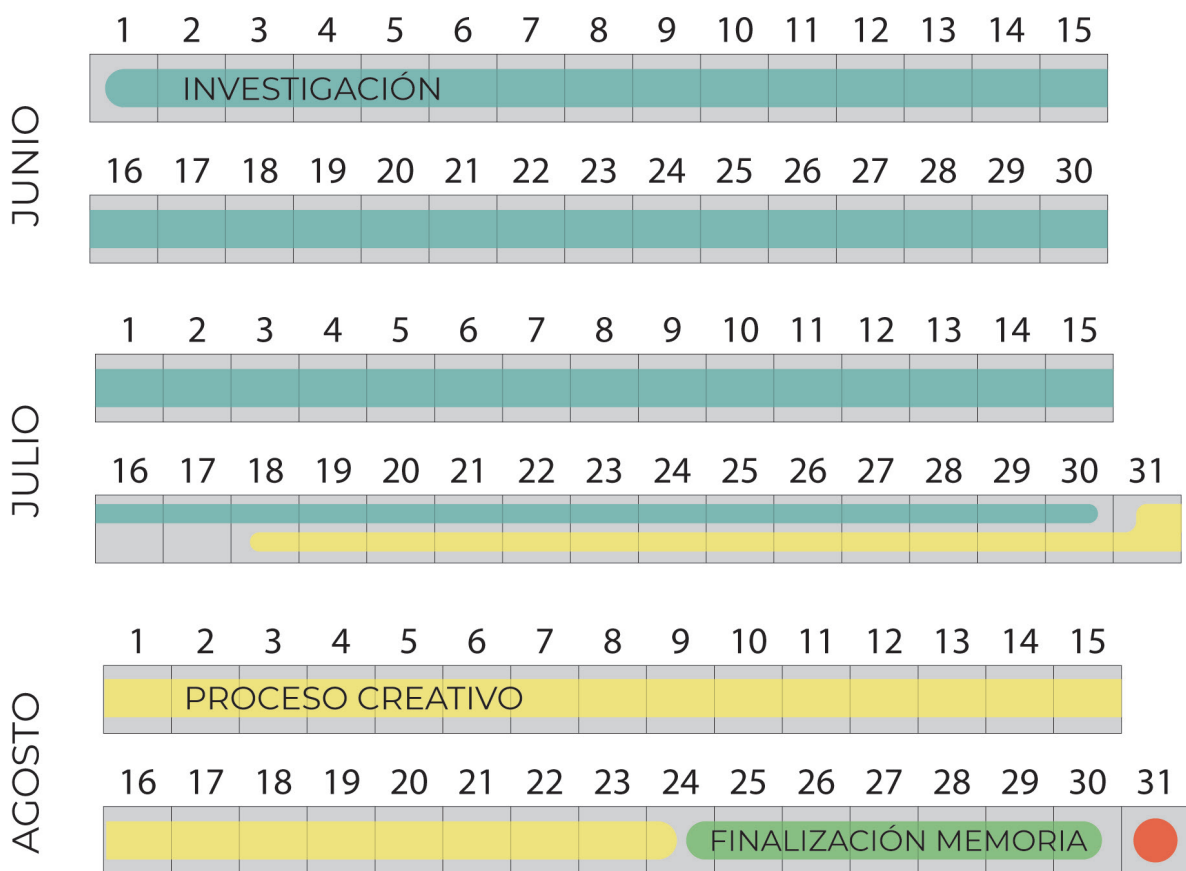 JUNIO
1 2 3 4 5 6 7 8 9 10 11 12 13 14 15
INVESTIGACIÓN
16 17 18 19 20 21 22 23 24 25 26 27 28 29 30
JULIO
1 2 3 4 5 6 7 8 9 10 11 12 13 14 15
16 17 18 19 20 21 22 23 24 25 26 27 28 29 30 31
AGOSTO
1 2 3 4 5 6 7 8 9 10 11 12 13 14 15
PROCESO CREATIVO
16 17 18 19 20 21 22 23 24 25 26 27 28 29 30 31
FINALIZACIÓN MEMORIA